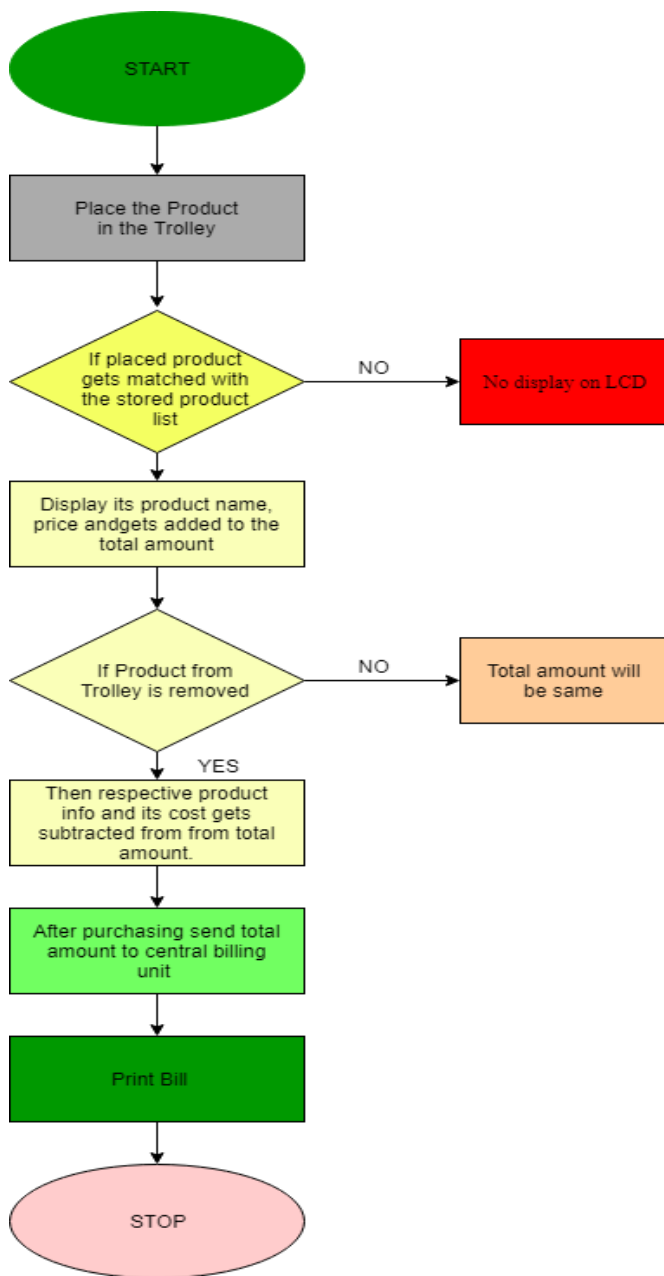 START
Place the Product
in the Trolley
If placed product
gets matched with
the stored product
list
NO
No display on LCD
Display its product name,
price andgets added to the
total amount
If Product from
Trolley is removed
NO
Total amount will
be same
YES
Then respective product
info and its cost gets
subtracted from from total
amount.
After purchasing send total
amount to central billing
unit
Print Bill
STOP